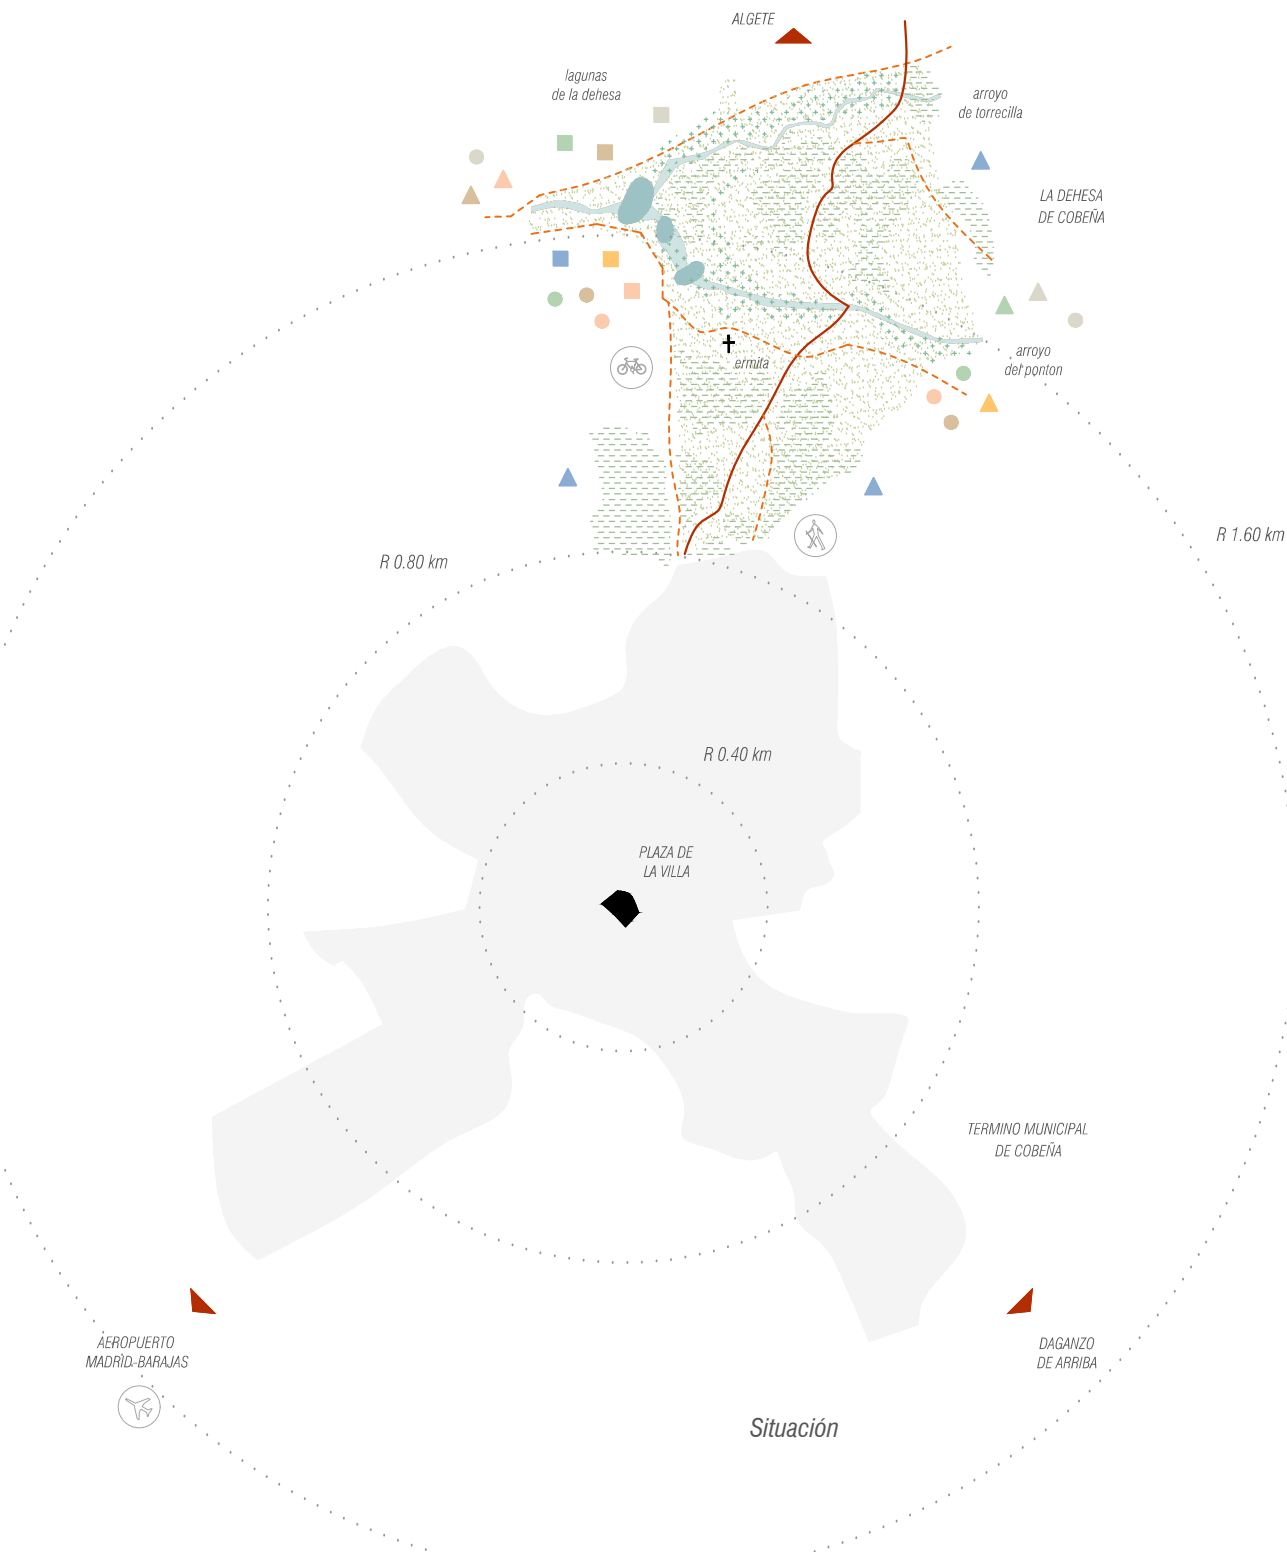 ALGETE
lagunas
de la dehesa
arroyo
de torrecilla
LA DEHESA
DE COBEÑA
arroyo
del ponton
ermita
R 1.60 km
R 0.80 km
R 0.40 km
PLAZA DE
LA VILLA
TERMINO MUNICIPAL
DE COBEÑA
AEROPUERTO
MADRID-BARAJAS
DAGANZO
DE ARRIBA
Situación